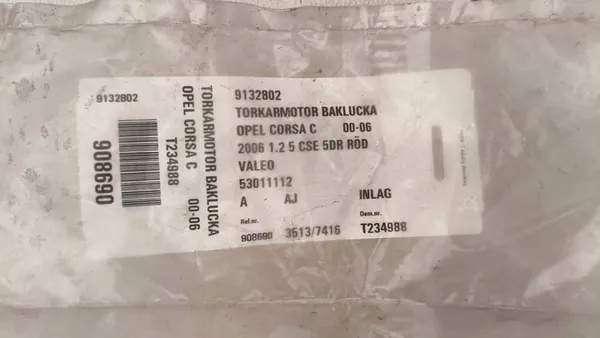 9132802
908690
TORKARMOTOR BAKLUCKA
OPEL CORSA C 00-06
T234988
9132802
TORKARMOTOR BAKLUCKA
OPEL CORSA C 00-06
2006 1.2 5 CSE 5DR RÖD
VALEO
53011112
A AJ INLAG
Ref.nr. Dem.nr.
908690 3513/7416 T234988